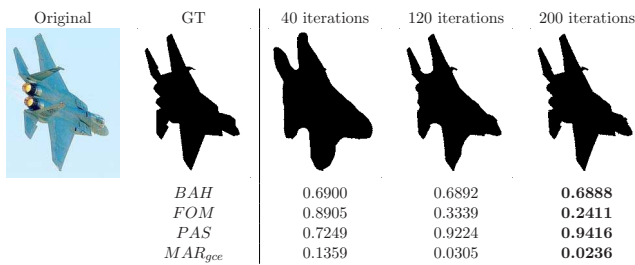 Original GT 40 iterations 120 iterations 200 iterations
BAH 0.6900 0.6892 0.6888
FOM 0.8905 0.3339 0.2411
PAS 0.7249 0.9224 0.9416
MARgce 0.1359 0.0305 0.0236